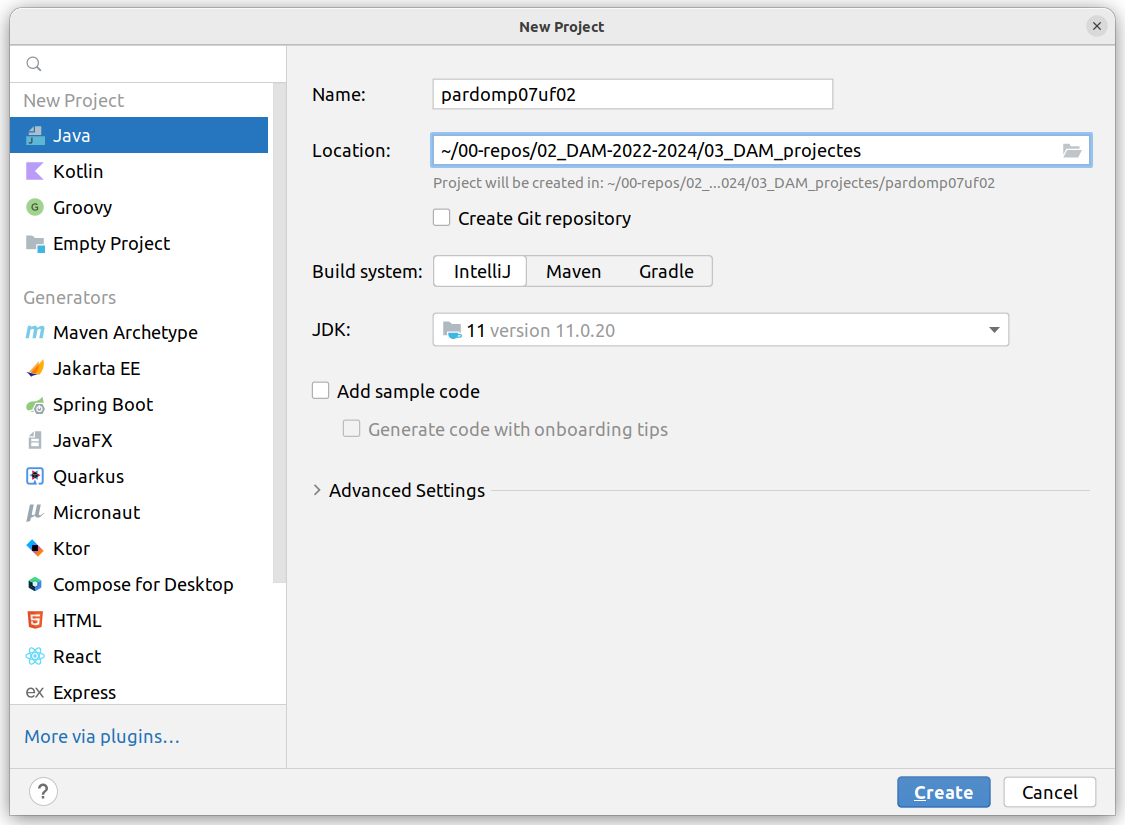 New Project
New Project
Java
Kotlin
G Groovy
Empty Project
Generators
m Maven Archetype
Jakarta EE
Spring Boot
JavaFX
Quarkus
μ Micronaut
Ktor
Compose for Desktop
5 HTML
React
ex Express
More via plugins…
?
Name: pardomp07uf02
Location: ~/00-repos/02_DAM-2022-2024/03_DAM_projectes
Project will be created in: ~/00-repos/02_...024/03_DAM_projectes/pardomp07uf02
Create Git repository
Build system: IntelliJ Maven Gradle
JDK: 11 version 11.0.20
Add sample code
Generate code with onboarding tips
Advanced Settings
Create Cancel